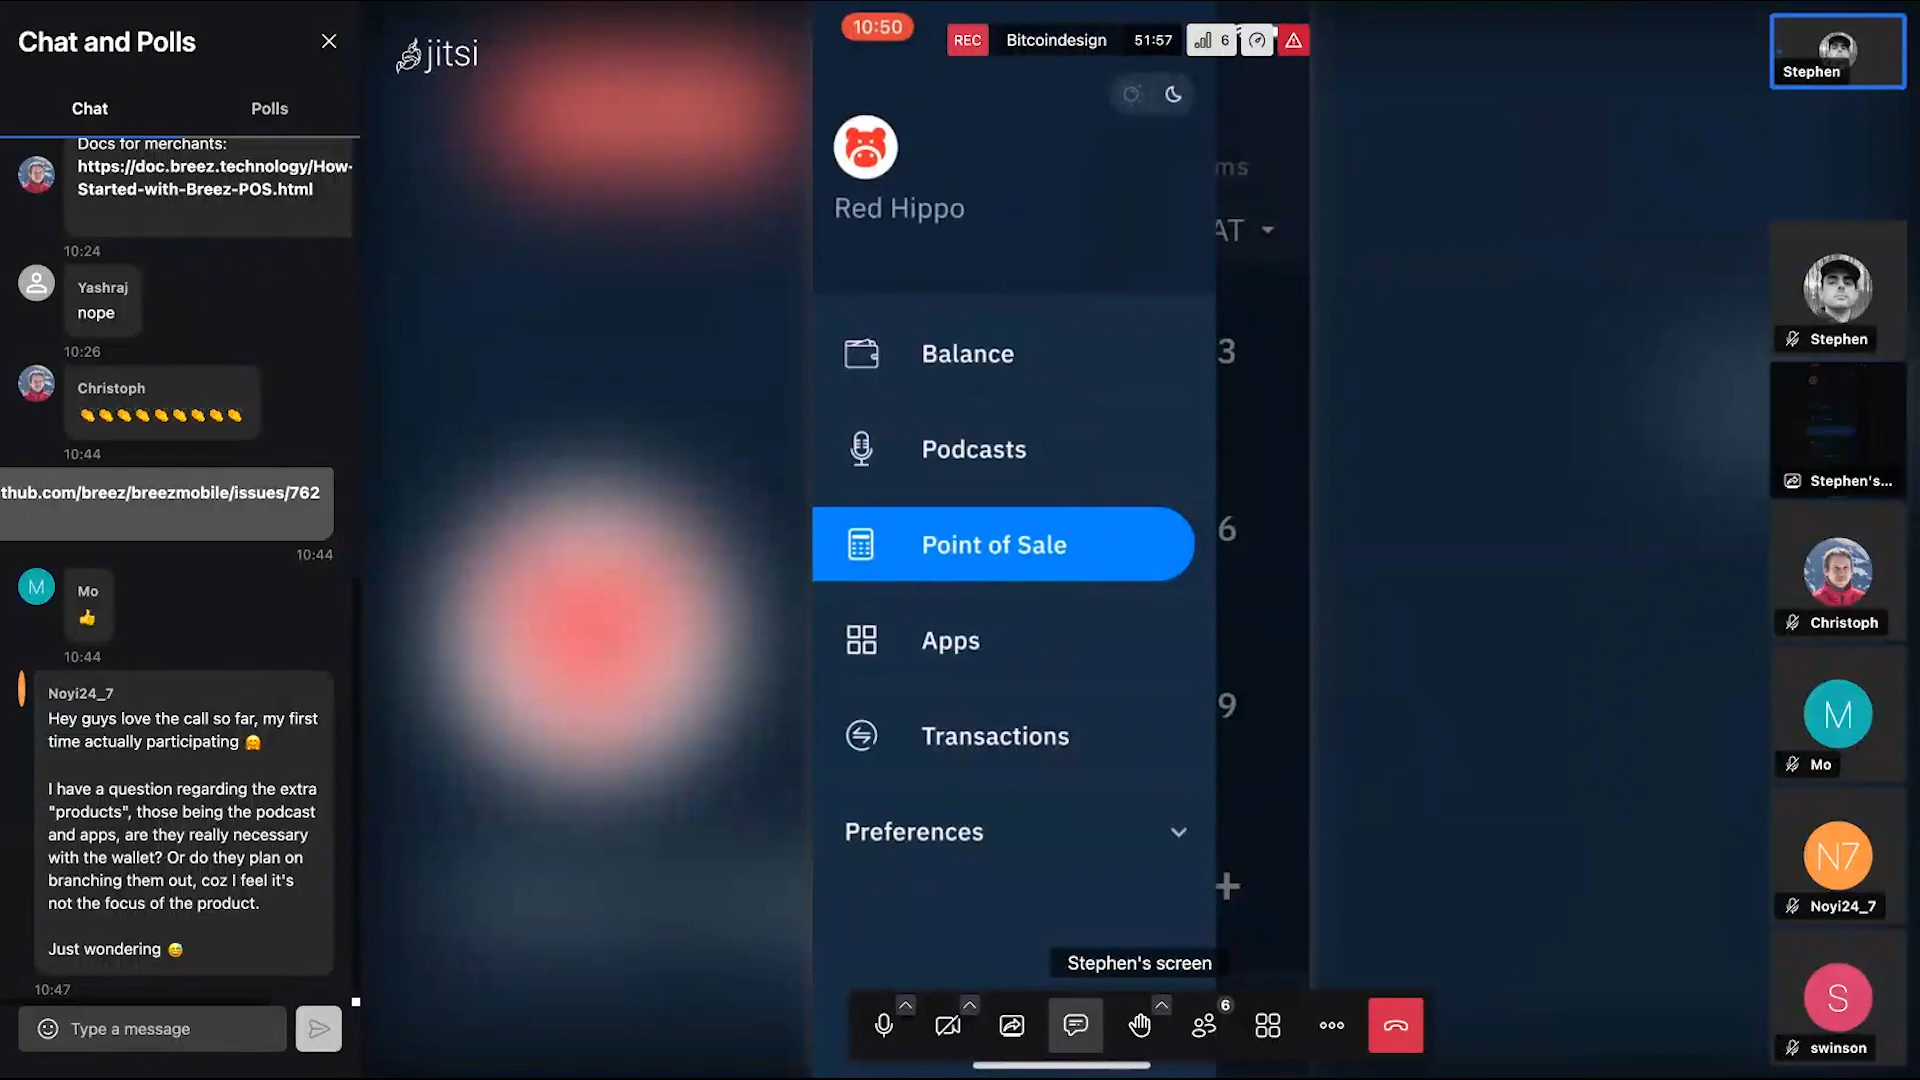 Chat and Polls
Chat
Polls
Docs for merchants:
https://doc.breez.technology/How-
Started-with-Breez-POS.html
10:24
Yashraj
nope
10:26
Christoph
👏👏👏👏👏👏👏👏👏
10:44
thub.com/breez/breezmobile/issues/762
10:44
M
Mo
👍
10:44
Noyi24_7
Hey guys love the call so far, my first
time actually participating 🤗
I have a question regarding the extra
"products", those being the podcast
and apps, are they really necessary
with the wallet? Or do they plan on
branching them out, coz I feel it's
not the focus of the product.
Just wondering 😅
10:47
Type a message
jitsi
10:50
REC
Bitcoindesign
51:57
6
Red Hippo
ms
AT
Balance
Podcasts
Point of Sale
Apps
Transactions
Preferences
3
6
9
+
Stephen's screen
6
Stephen
Stephen
Stephen's...
Christoph
M
Mo
N7
Noyi24_7
S
swinson